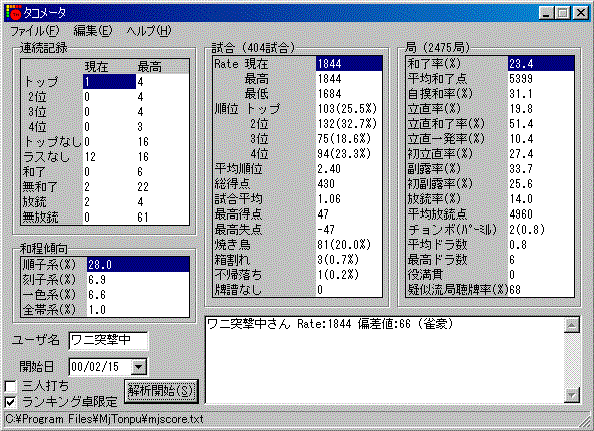 タコメータ
ファイル(F) 編集(E) ヘルプ(H)
連続記録
現在 最高
トップ 1 4
2位 0 4
3位 0 4
4位 0 3
トップなし 0 16
ラスなし 12 16
和了 0 6
無和了 2 22
放銃 2 4
無放銃 0 61
和程傾向
順子系(%) 28.0
刻子系(%) 6.9
一色系(%) 6.6
全帯系(%) 1.0
ユーザ名 ワニ突撃中
開始日 00/02/15
三人打ち
ランキング卓限定
解析開始(S)
試合 (404試合)
Rate 現在 1844
最高 1844
最低 1684
順位 トップ 103(25.5%)
2位 132(32.7%)
3位 75(18.6%)
4位 94(23.3%)
平均順位 2.40
総得点 430
試合平均 1.06
最高得点 47
最高失点 -47
焼き鳥 81(20.0%)
箱割れ 3(0.7%)
不帰落ち 1(0.2%)
牌譜なし 0
局 (2475局)
和了率(%) 23.4
平均和了点 5399
自摸和率(%) 31.1
立直率(%) 19.8
立直和了率(%) 51.4
立直一発率(%) 10.4
初立直率(%) 27.4
副露率(%) 33.7
初副露率(%) 25.6
放銃率(%) 14.0
平均放銃点 4960
チョンボ(ﾊﾟｰﾐﾙ) 2(0.8)
平均ドラ数 0.8
最高ドラ数 6
役満貫 0
疑似流局聴牌率(%) 68
ワニ突撃中さん Rate:1844 偏差値:66 (雀豪)
C:¥Program Files¥MjTonpu¥mjscore.txt